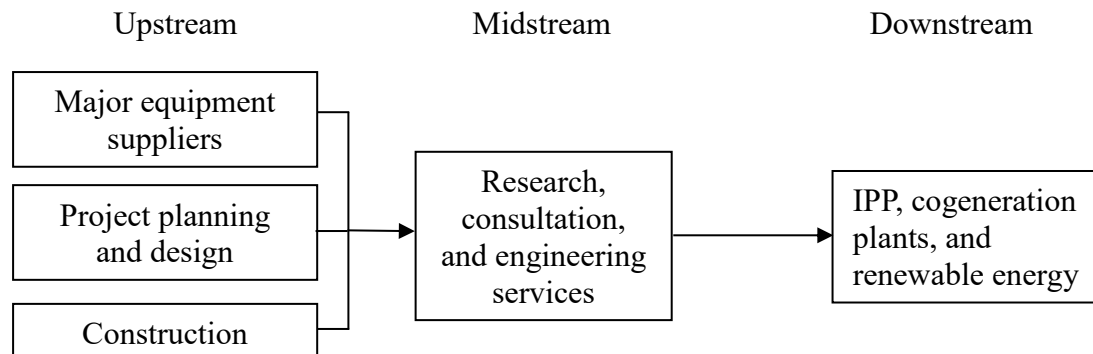 Upstream
Midstream
Downstream
Major equipment
suppliers
Project planning
and design
Construction
Research,
consultation,
and engineering
services
IPP, cogeneration
plants, and
renewable energy